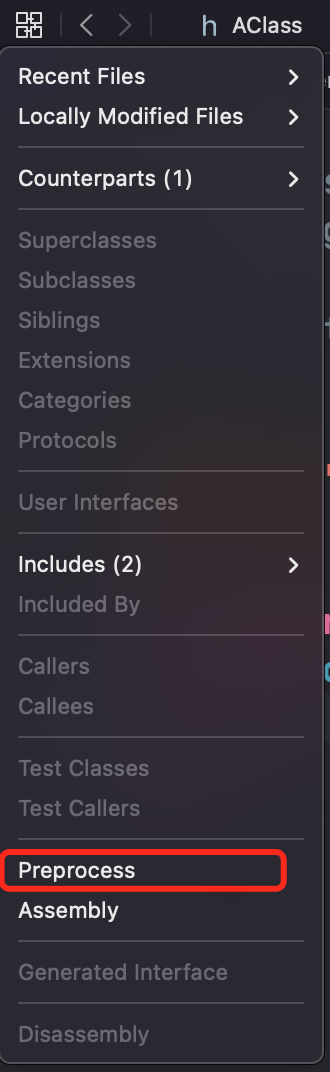 h AClass
Recent Files
Locally Modified Files
Counterparts (1)
Superclasses
Subclasses
Siblings
Extensions
Categories
Protocols
User Interfaces
Includes (2)
Included By
Callers
Callees
Test Classes
Test Callers
Preprocess
Assembly
Generated Interface
Disassembly